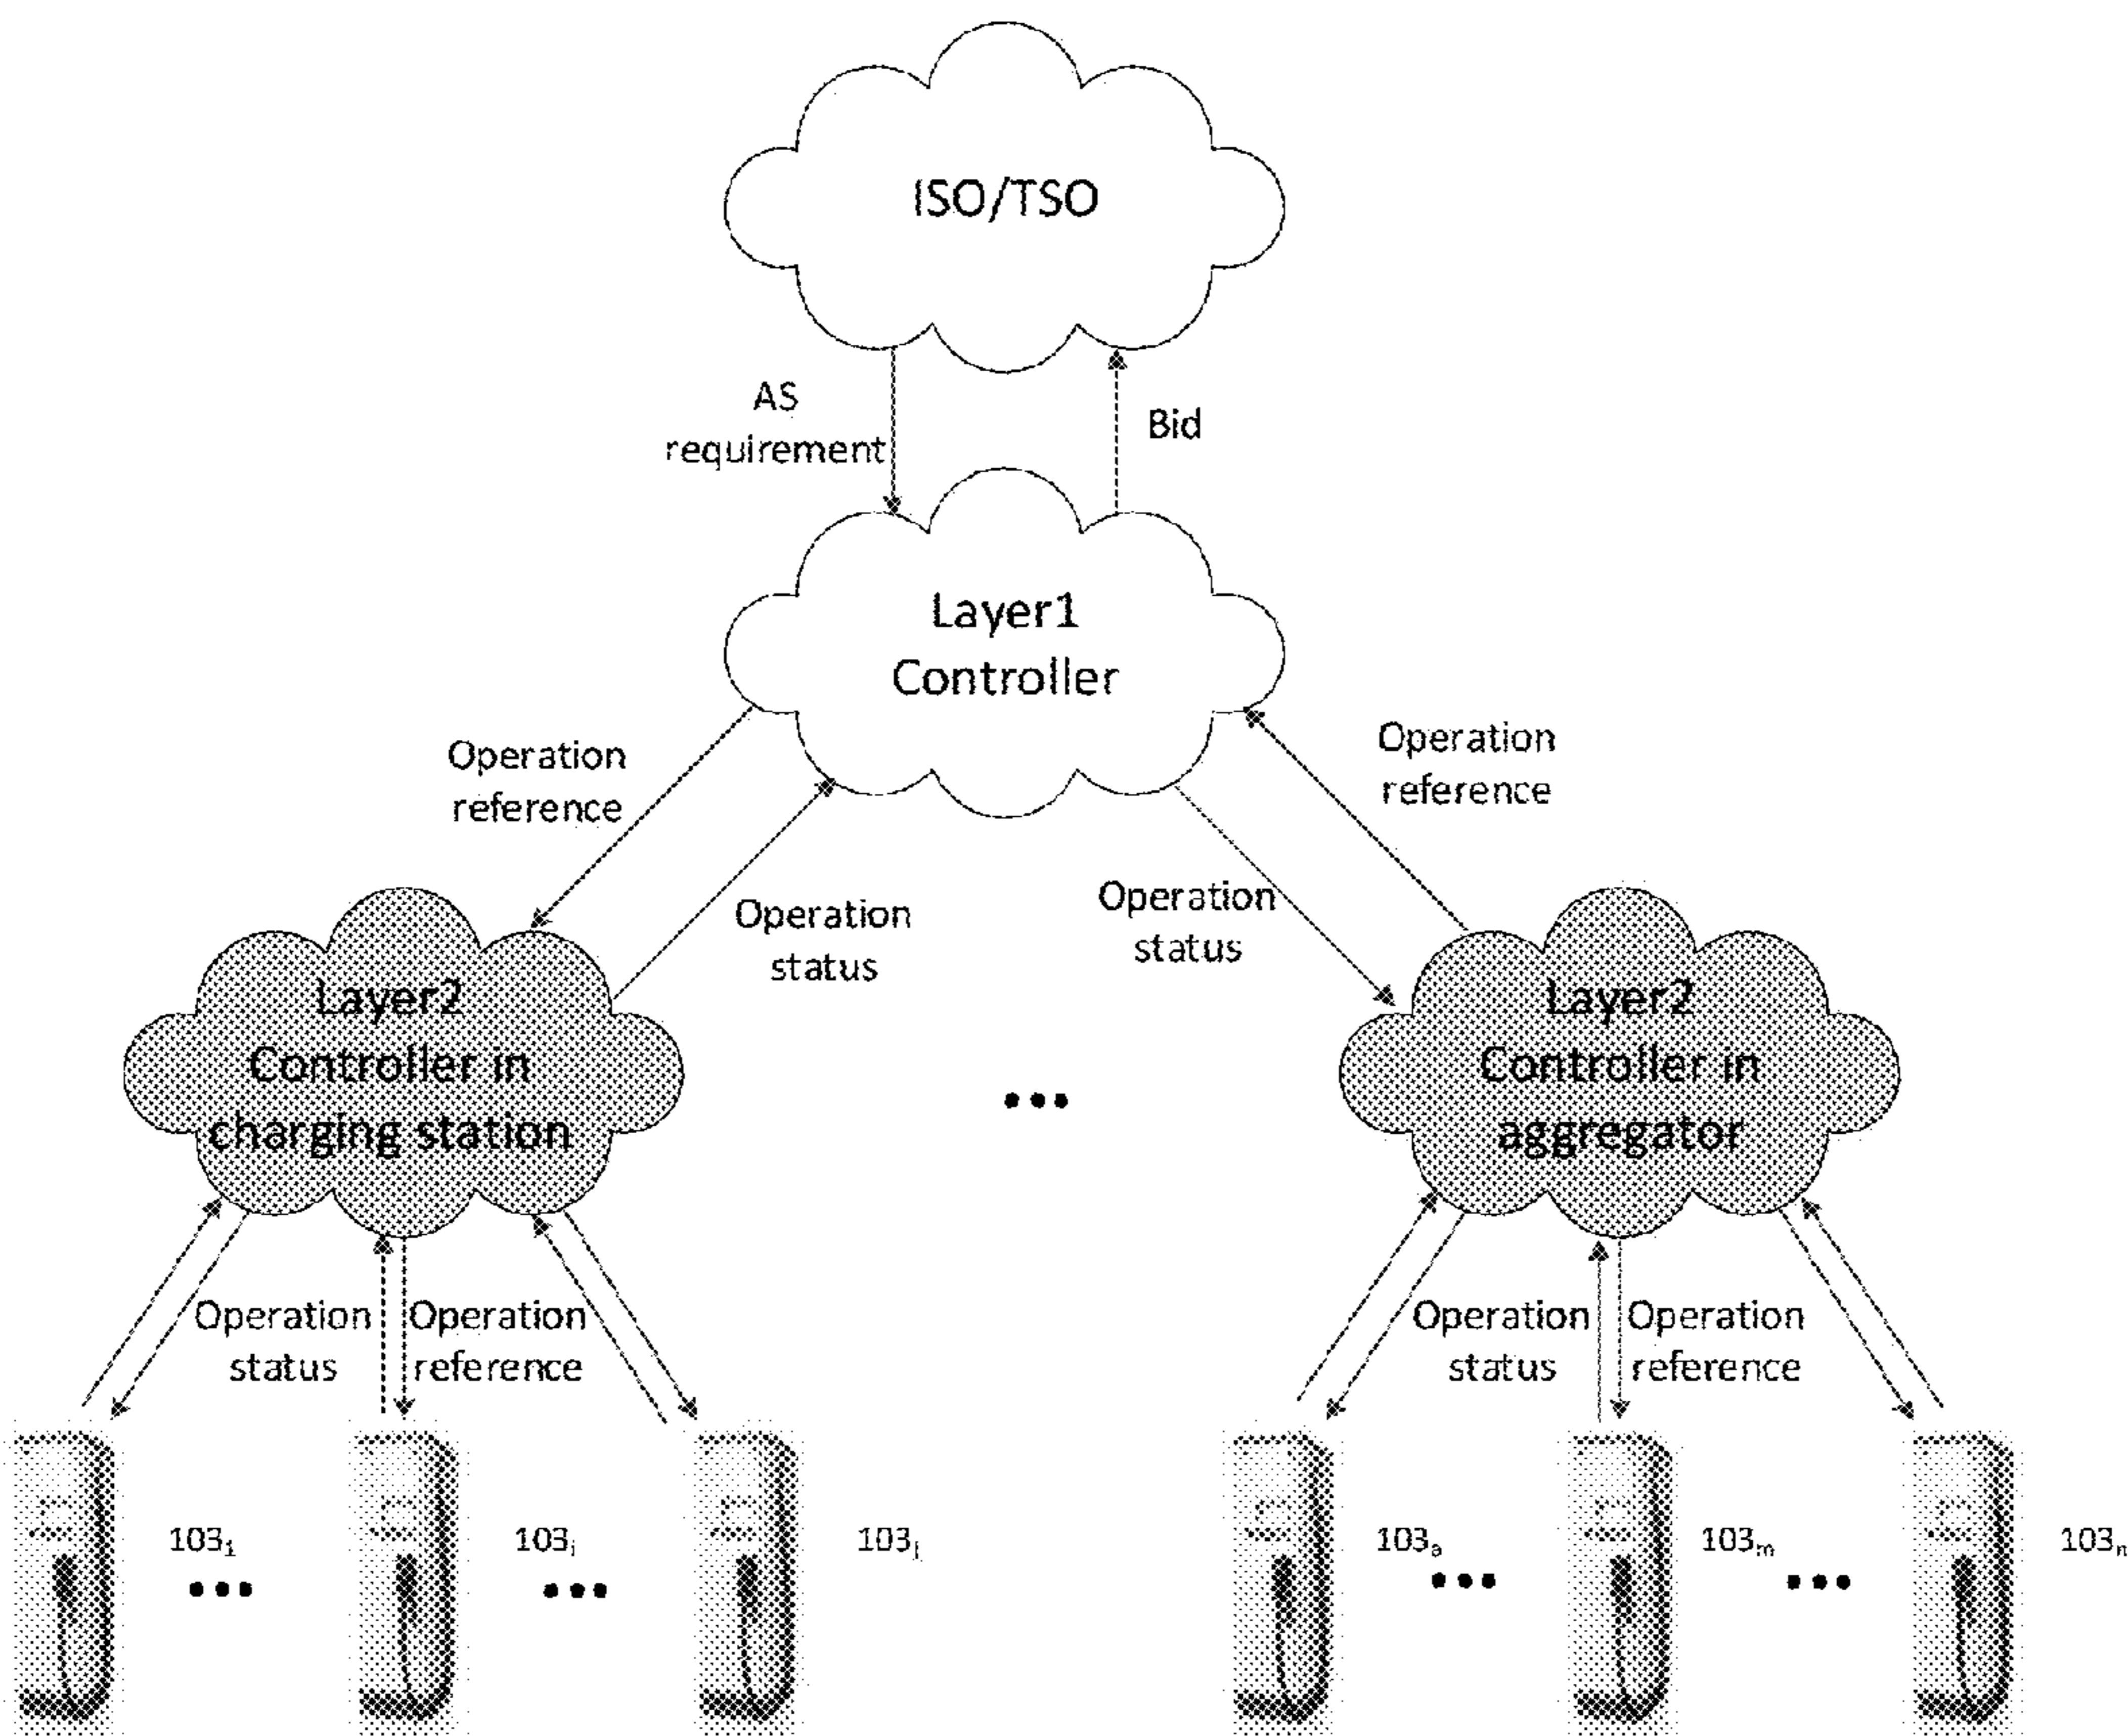 ISO/TSO
AS
requirement
Bid
Layer1
Controller
Operation
reference
Operation
reference
Operation
status
Operation
status
Layer2
Controller in
charging station
Layer2
Controller in
aggregator
Operation
status
Operation
reference
Operation
status
Operation
reference
103₁
103ᵢ
103ⱼ
103ₐ
103ₘ
103ₙ